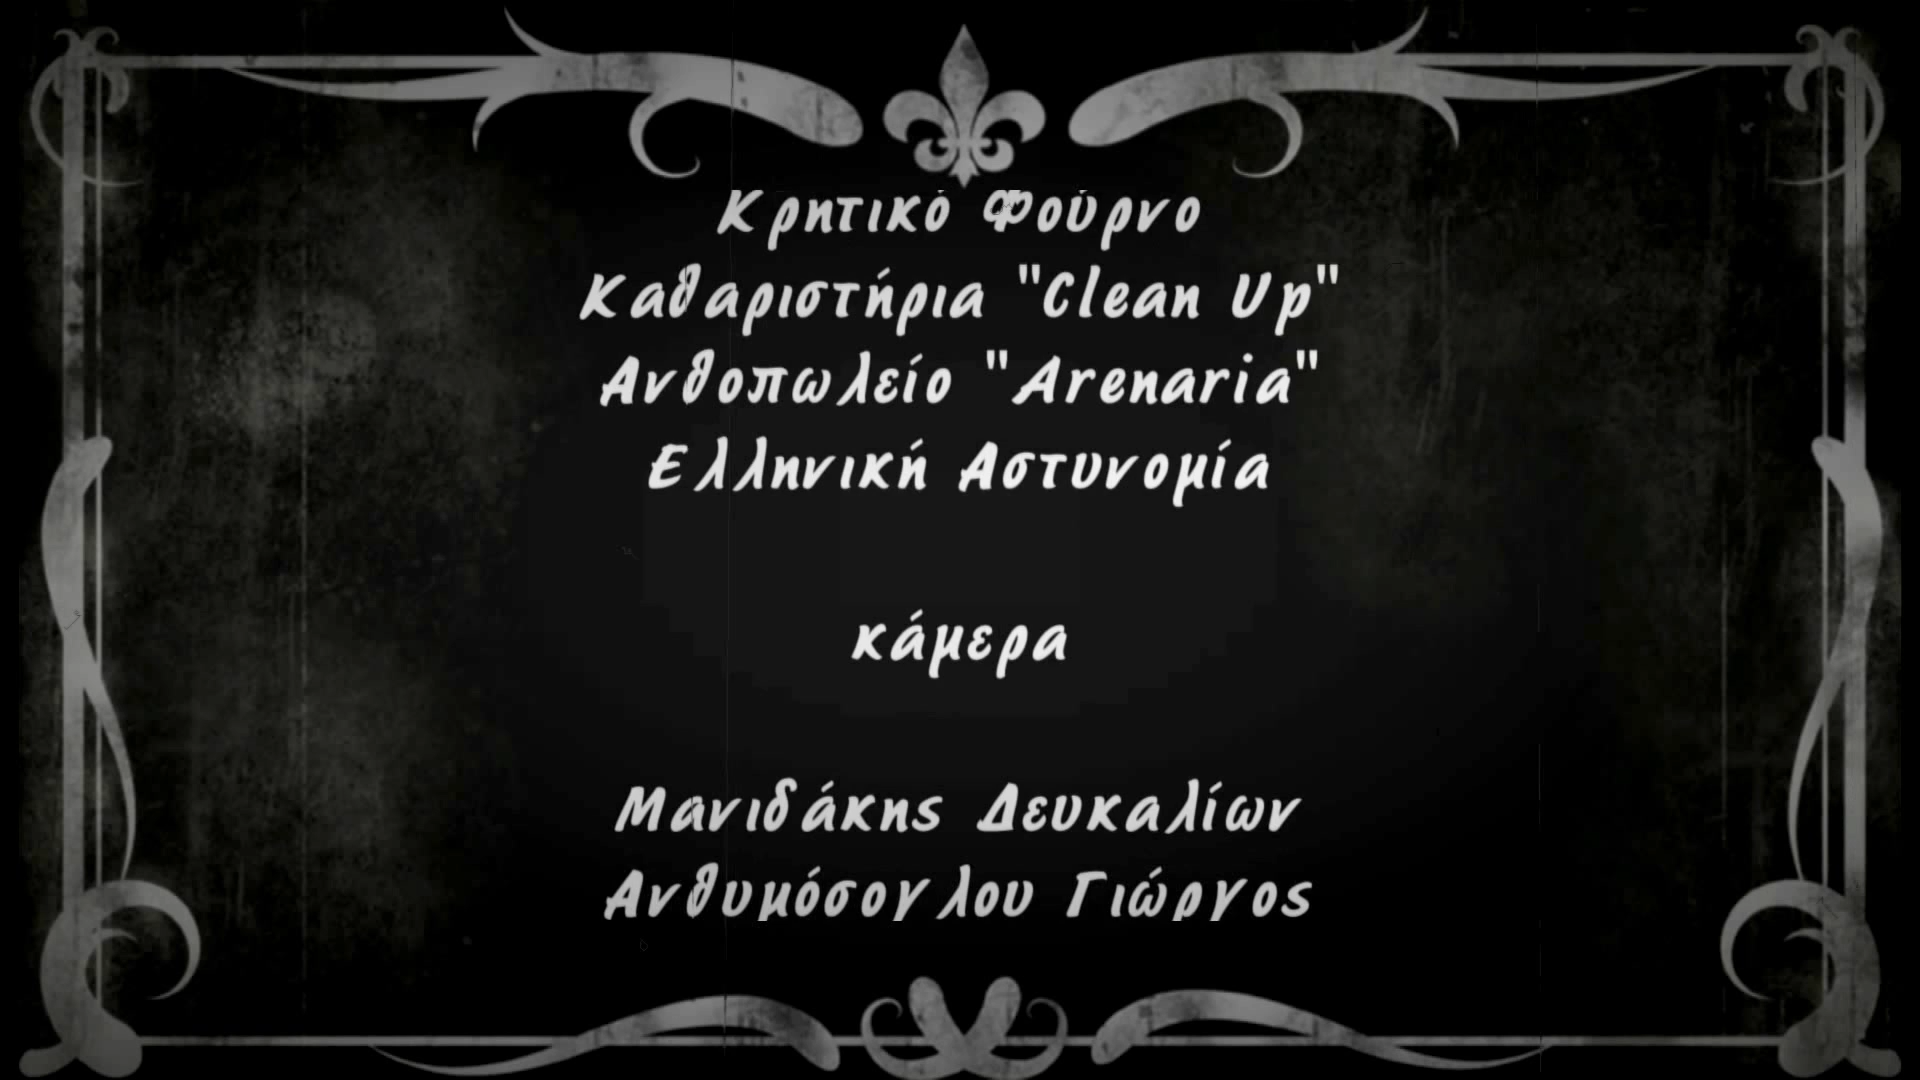 Κρητικό Φούρνο
Καθαριστήρια "Clean Up"
Ανθοπωλείο "Arenaria"
Ελληνική Αστυνομία
κάμερα
Μανιδάκης Δευκαλίων
Ανθυμόσογλου Γιώργος